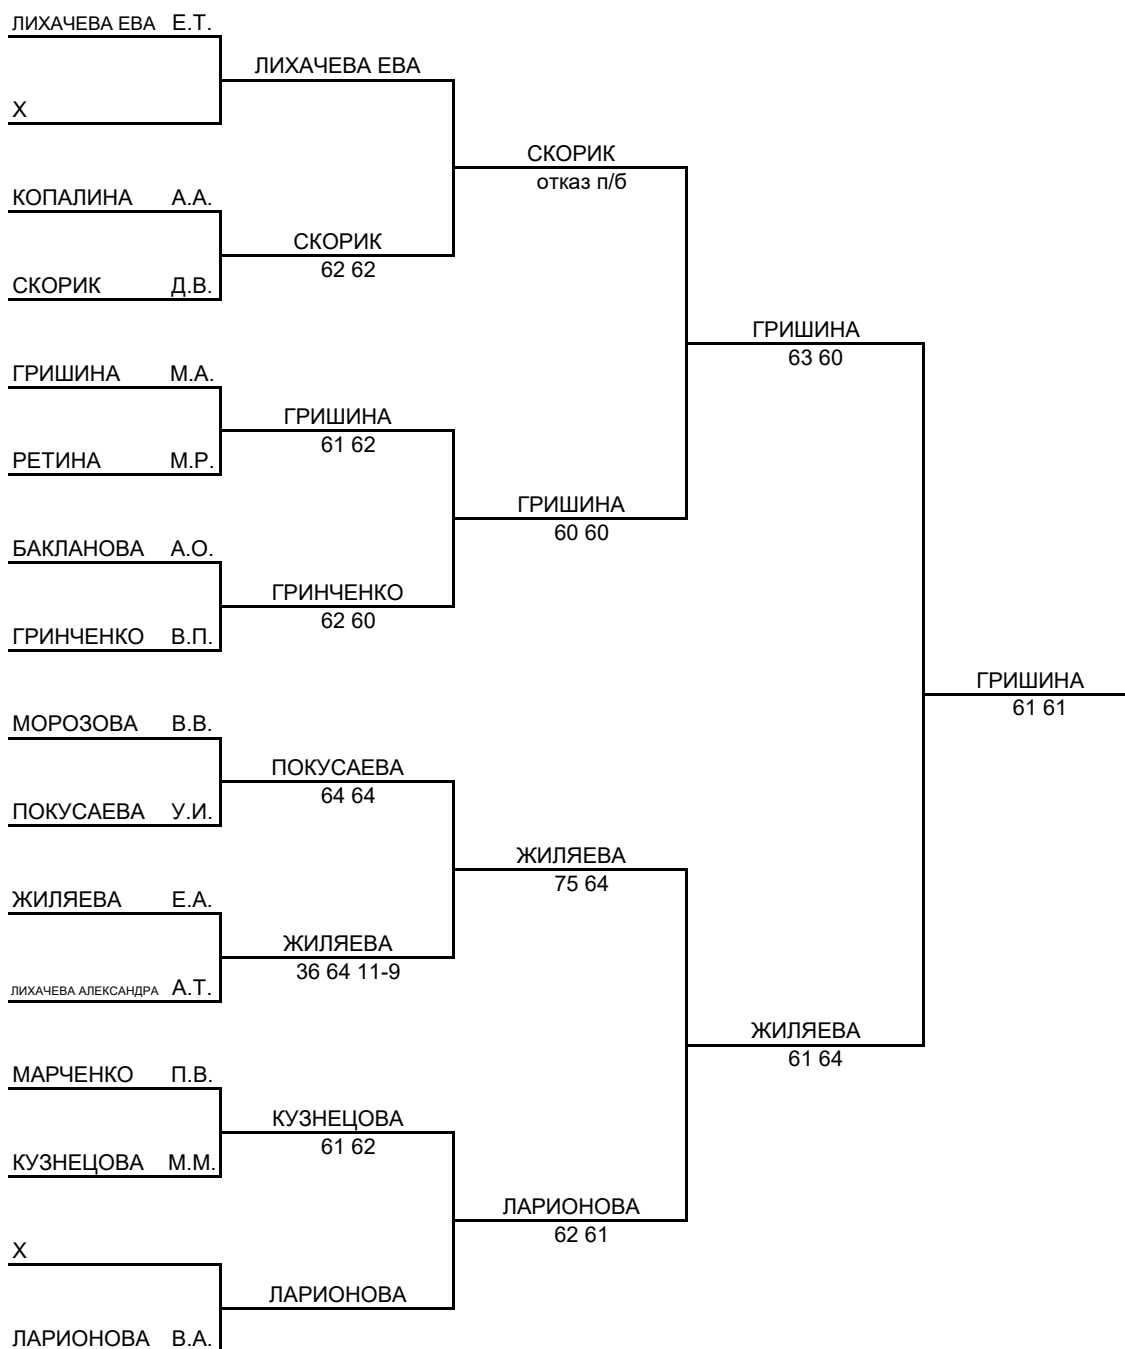 ЛИХАЧЕВА ЕВА Е.Т.
ЛИХАЧЕВА ЕВА
Х
СКОРИК
отказ п/б
КОПАЛИНА А.А.
СКОРИК
62 62
СКОРИК Д.В.
ГРИШИНА
63 60
ГРИШИНА М.А.
ГРИШИНА
61 62
РЕТИНА М.Р.
ГРИШИНА
60 60
БАКЛАНОВА А.О.
ГРИНЧЕНКО
62 60
ГРИНЧЕНКО В.П.
ГРИШИНА
61 61
МОРОЗОВА В.В.
ПОКУСАЕВА
64 64
ПОКУСАЕВА У.И.
ЖИЛЯЕВА
75 64
ЖИЛЯЕВА Е.А.
ЖИЛЯЕВА
36 64 11-9
ЛИХАЧЕВА АЛЕКСАНДРА А.Т.
ЖИЛЯЕВА
61 64
МАРЧЕНКО П.В.
КУЗНЕЦОВА
61 62
КУЗНЕЦОВА М.М.
ЛАРИОНОВА
62 61
Х
ЛАРИОНОВА
ЛАРИОНОВА В.А.